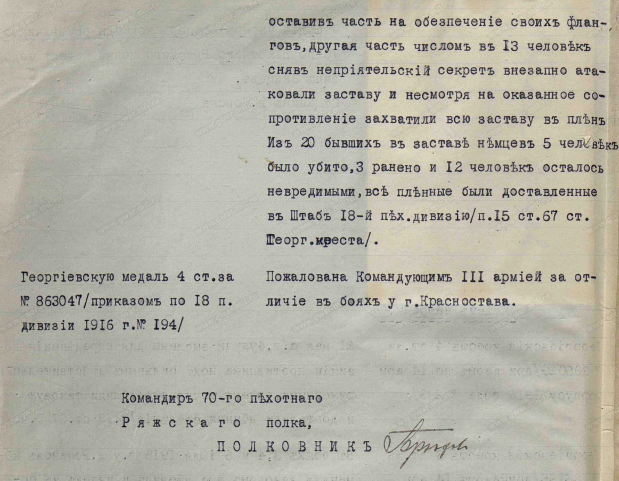 оставивъ часть на обезпеченіе своихъ флан-
говъ,другая часть числомъ въ 13 человѣкъ
снявъ непріятельскій секретъ внезапно ата-
ковали заставу и несмотря на оказанное со-
противленіе захватили всю заставу въ плѣнъ
Изъ 20 бывшихъ въ заставѣ нѣмцевъ 5 человѣкъ
было убито,3 ранено и 12 человѣкъ осталось
невредимыми,всѣ плѣнные были доставленные
въ Штабъ 18-й пѣх.дивизію/п.15 ст.67 ст.
Георг.креста/.
Георгіевскую медаль 4 ст.за
№ 863047/приказомъ по 18 п.
дивизіи 1916 г.№ 194/
Пожалована Командующимъ III арміей за от-
личіе въ бояхъ у г.Красностава.
Командиръ 70-го пѣхотнаго
Ряжскаго полка,
ПОЛКОВНИКЪ